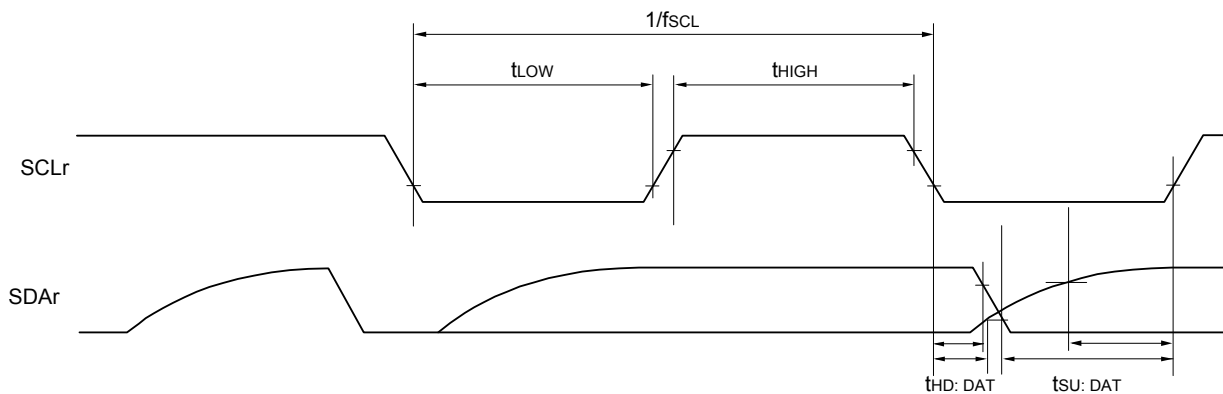 1/fSCL
tLOW
tHIGH
SCLr
SDAr
tHD: DAT
tSU: DAT